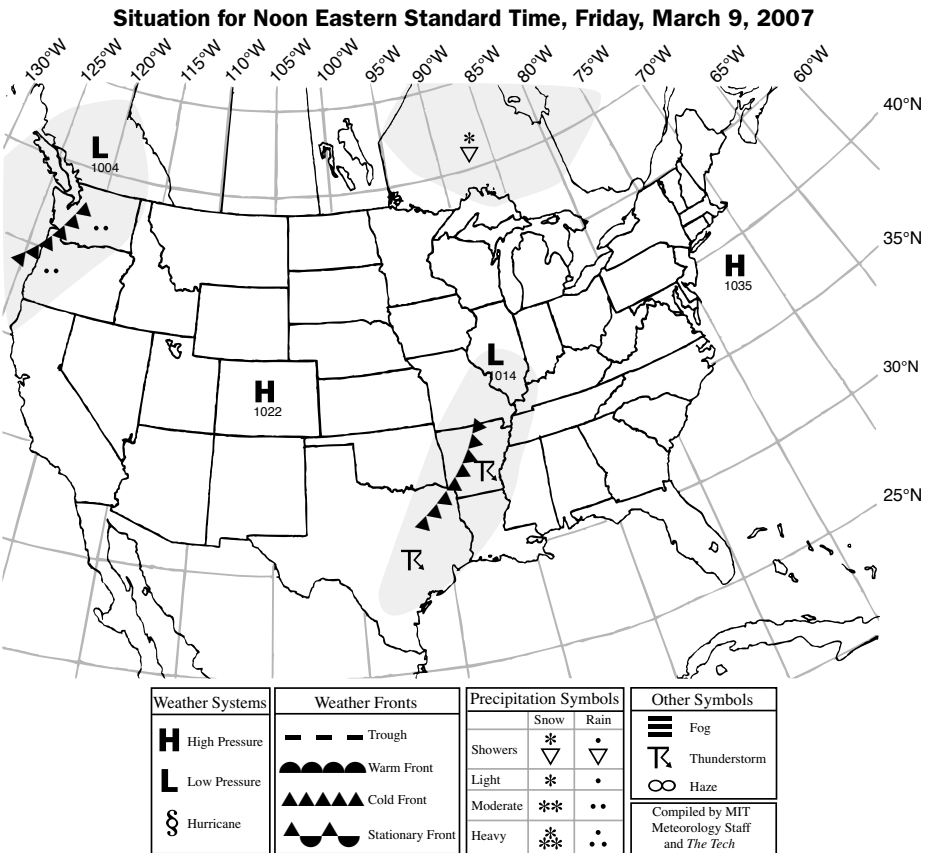 Situation for Noon Eastern Standard Time, Friday, March 9, 2007
130°W 125°W 120°W 115°W 110°W 105°W 100°W 95°W 90°W 85°W 80°W 75°W 70°W 65°W 60°W
40°N
35°N
30°N
25°N
L
1004
H
1035
L
1014
H
1022
Weather Systems
H High Pressure
L Low Pressure
Hurricane
Weather Fronts
Trough
Warm Front
Cold Front
Stationary Front
Precipitation Symbols
Snow Rain
Showers
Light
Moderate
Heavy
Other Symbols
Fog
Thunderstorm
Haze
Compiled by MIT
Meteorology Staff
and The Tech